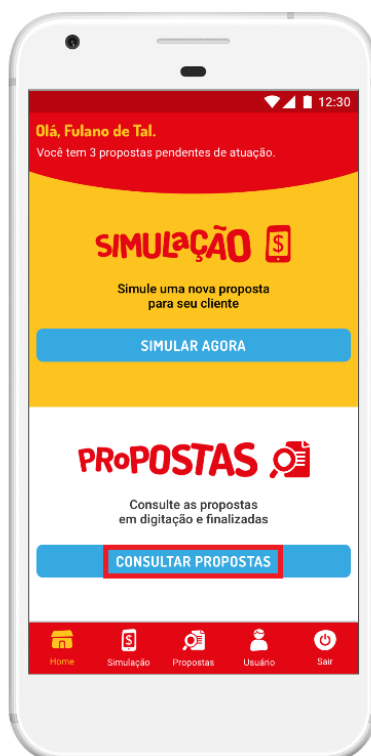 12:30
Olá, Fulano de Tal.
Você tem 3 propostas pendentes de atuação.
SIMULAÇÃO $
Simule uma nova proposta
para seu cliente
SIMULAR AGORA
PROPOSTAS
Consulte as propostas
em digitação e finalizadas
CONSULTAR PROPOSTAS
$
Home Simulação Propostas Usuário Sair